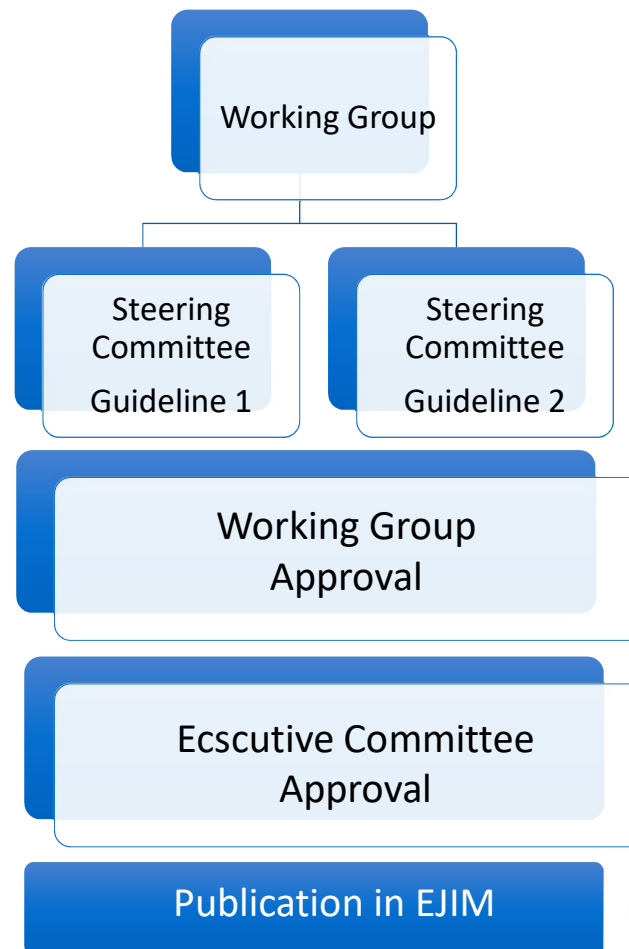 Working Group
Steering
Committee
Guideline 1
Steering
Committee
Guideline 2
Working Group
Approval
Ecscutive Committee
Approval
Publication in EJIM